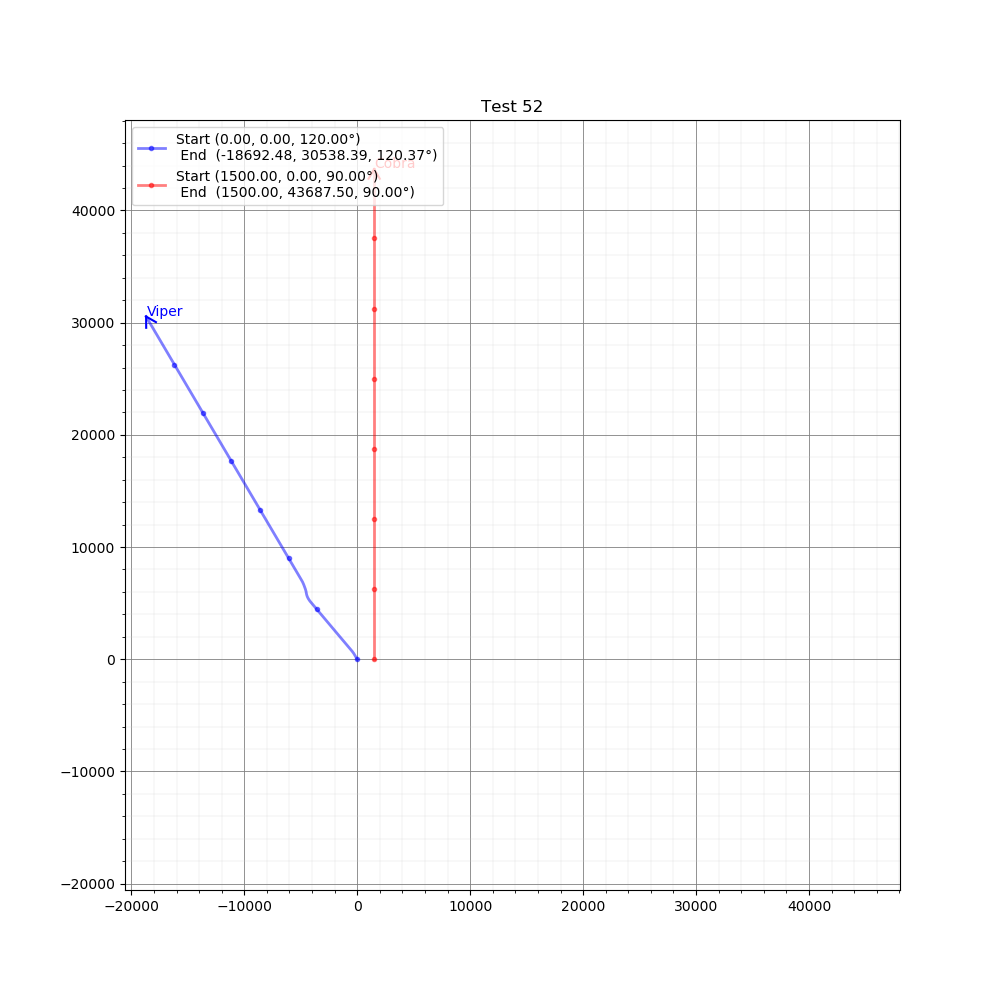 Test 52
Start (0.00, 0.00, 120.00°)
End (-18692.48, 30538.39, 120.37°)
Start (1500.00, 0.00, 90.00°)
End (1500.00, 43687.50, 90.00°)
Cobra
Viper
40000
30000
20000
10000
0
−10000
−20000
−20000 −10000 0 10000 20000 30000 40000